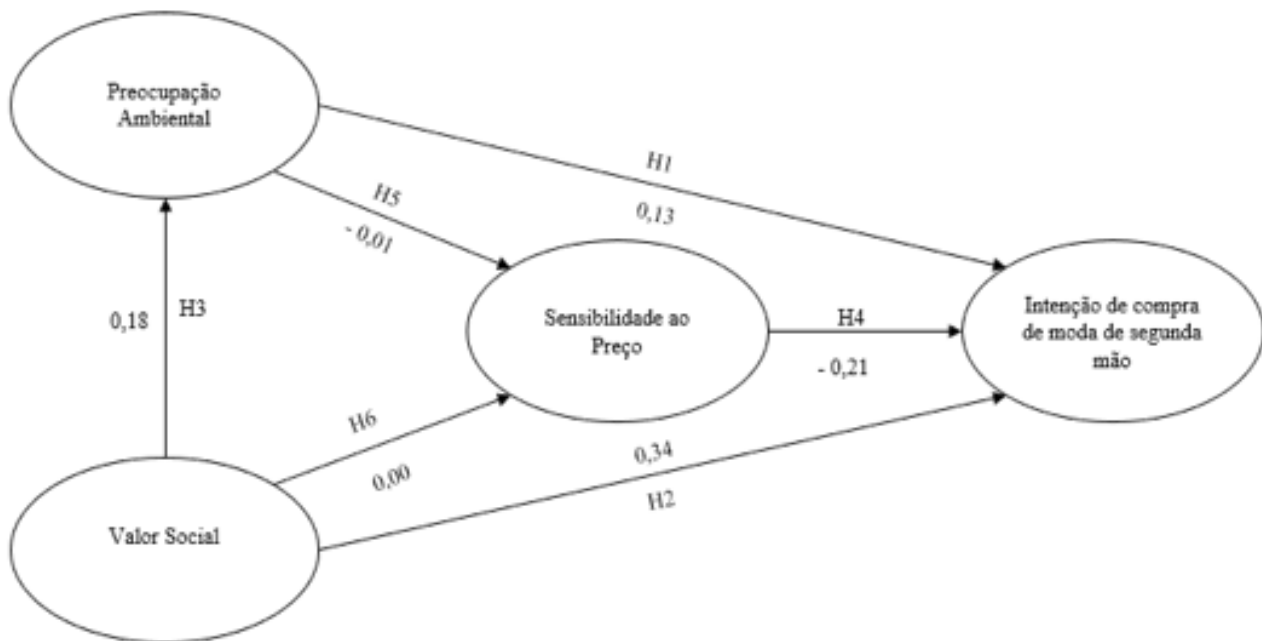 Preocupação
Ambiental
H1
0,13
H5
- 0,01
0,18
H3
Sensibilidade ao
Preço
H4
- 0,21
Intenção de compra
de moda de segunda
mão
H6
0,00
0,34
H2
Valor Social